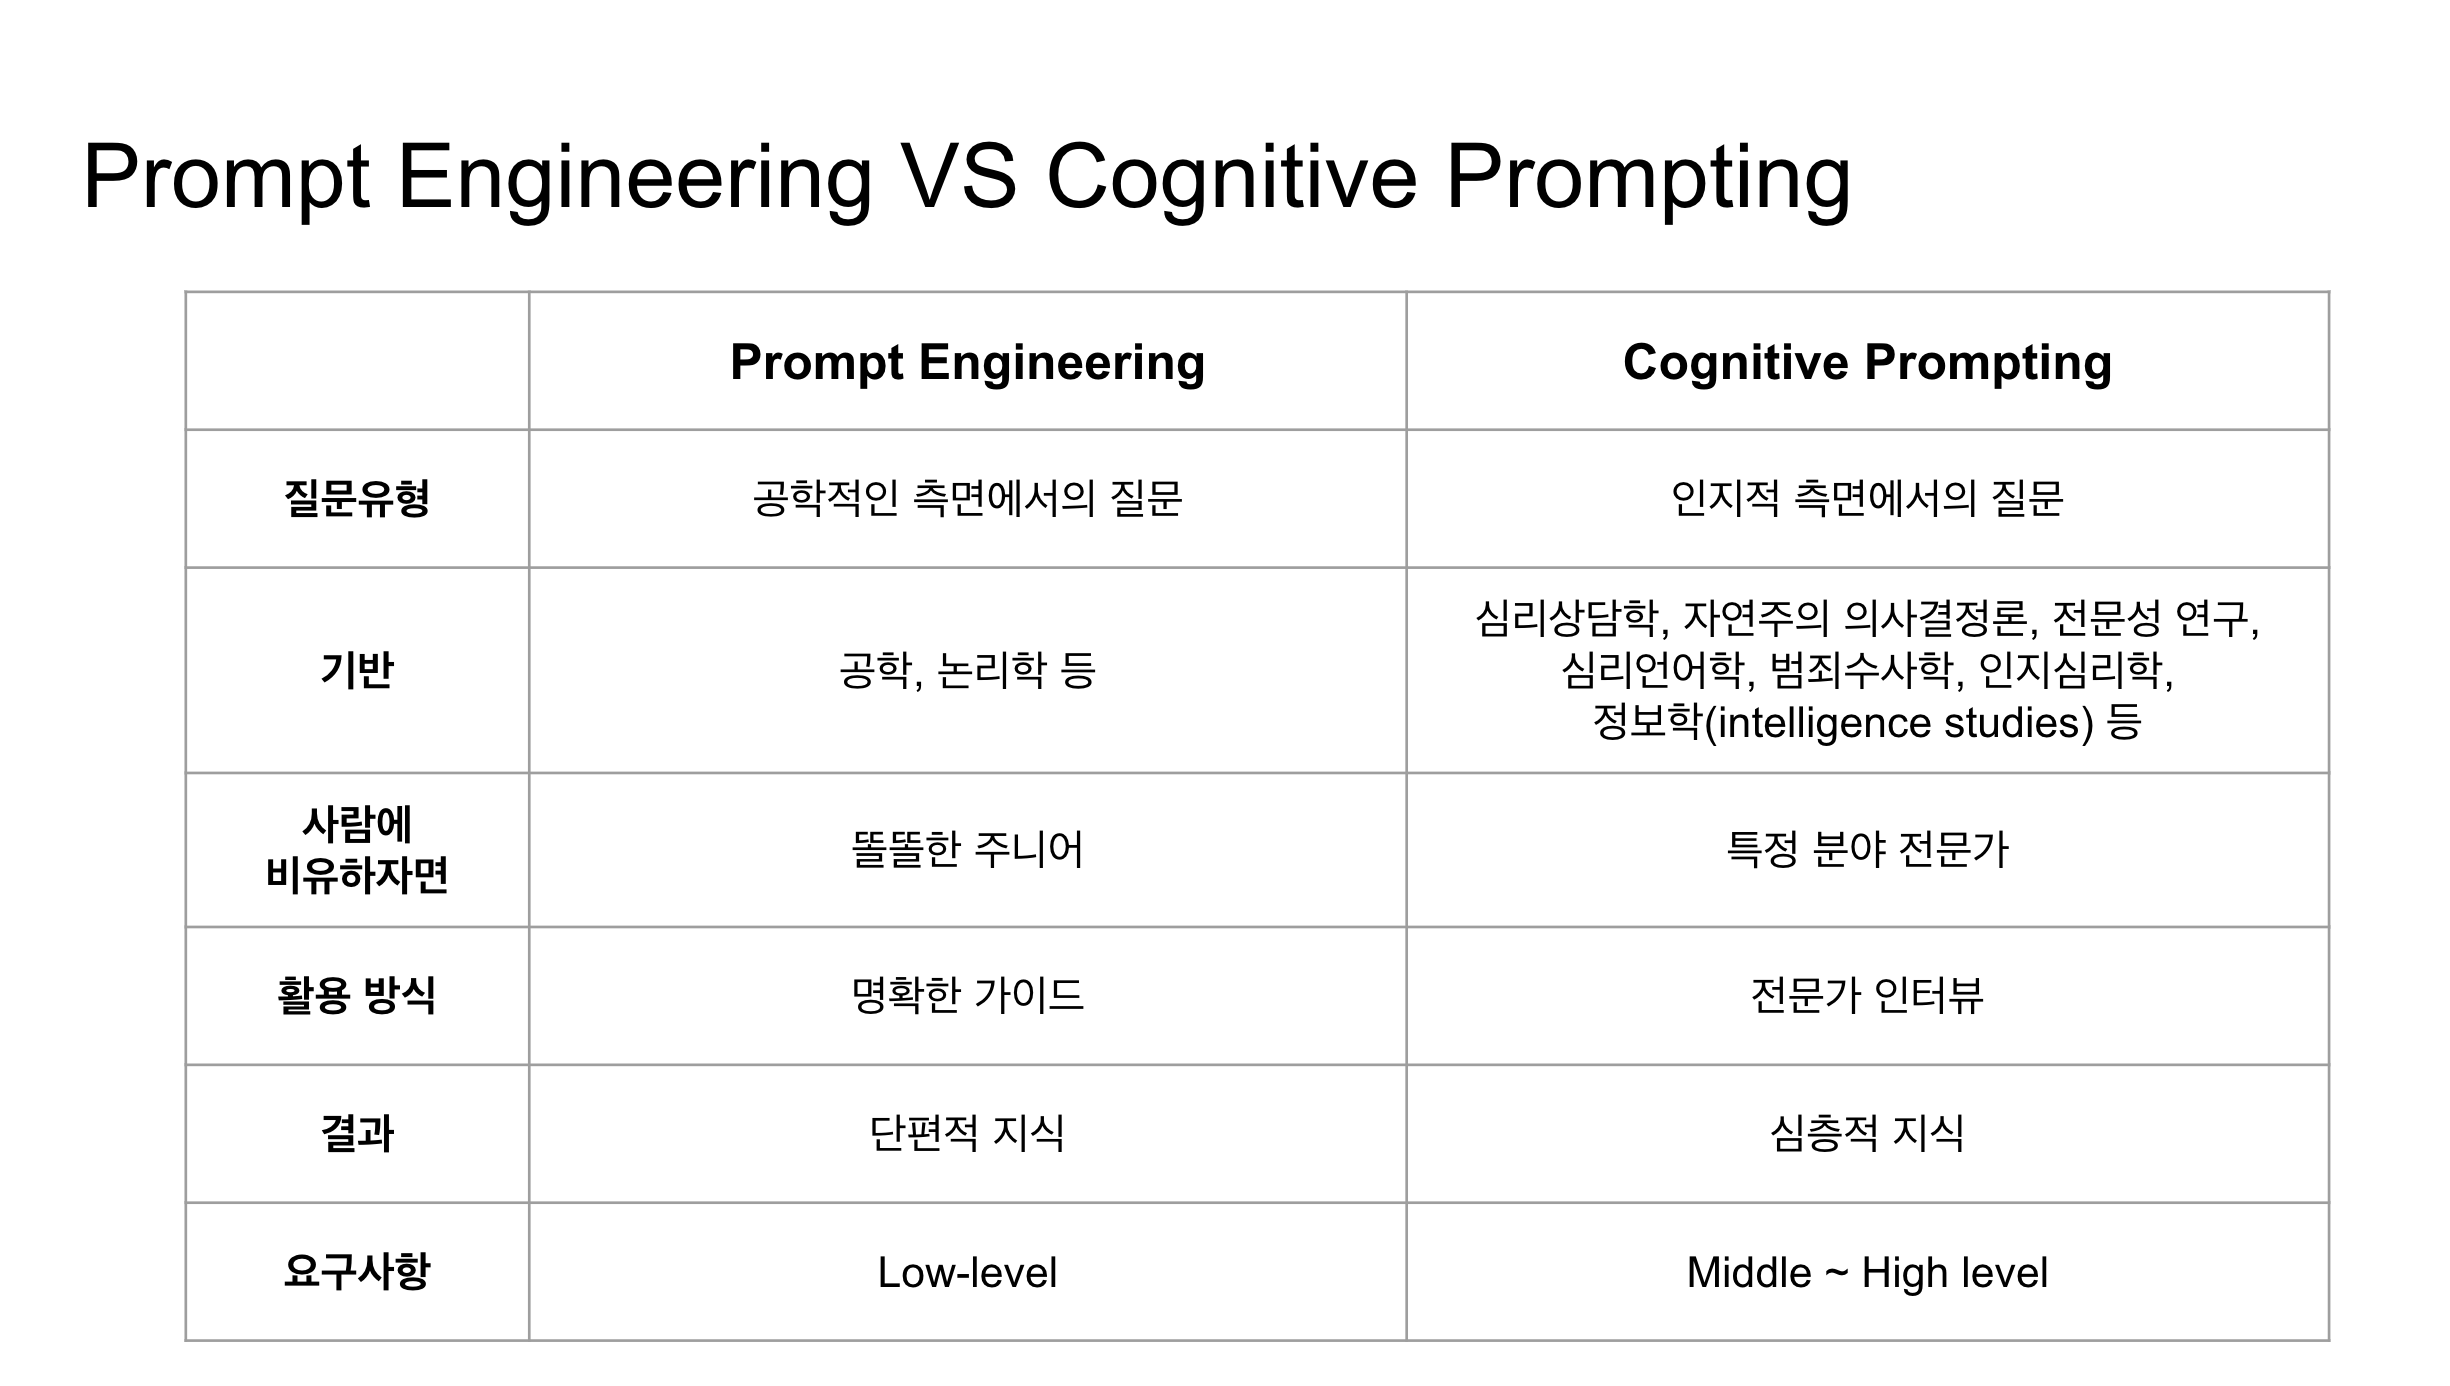 Prompt Engineering VS Cognitive Prompting
Prompt Engineering
Cognitive Prompting
질문유형
공학적인 측면에서의 질문
인지적 측면에서의 질문
기반
공학, 논리학 등
심리상담학, 자연주의 의사결정론, 전문성 연구,
심리언어학, 범죄수사학, 인지심리학,
정보학(intelligence studies) 등
사람에
비유하자면
똘똘한 주니어
특정 분야 전문가
활용 방식
명확한 가이드
전문가 인터뷰
결과
단편적 지식
심층적 지식
요구사항
Low-level
Middle ~ High level